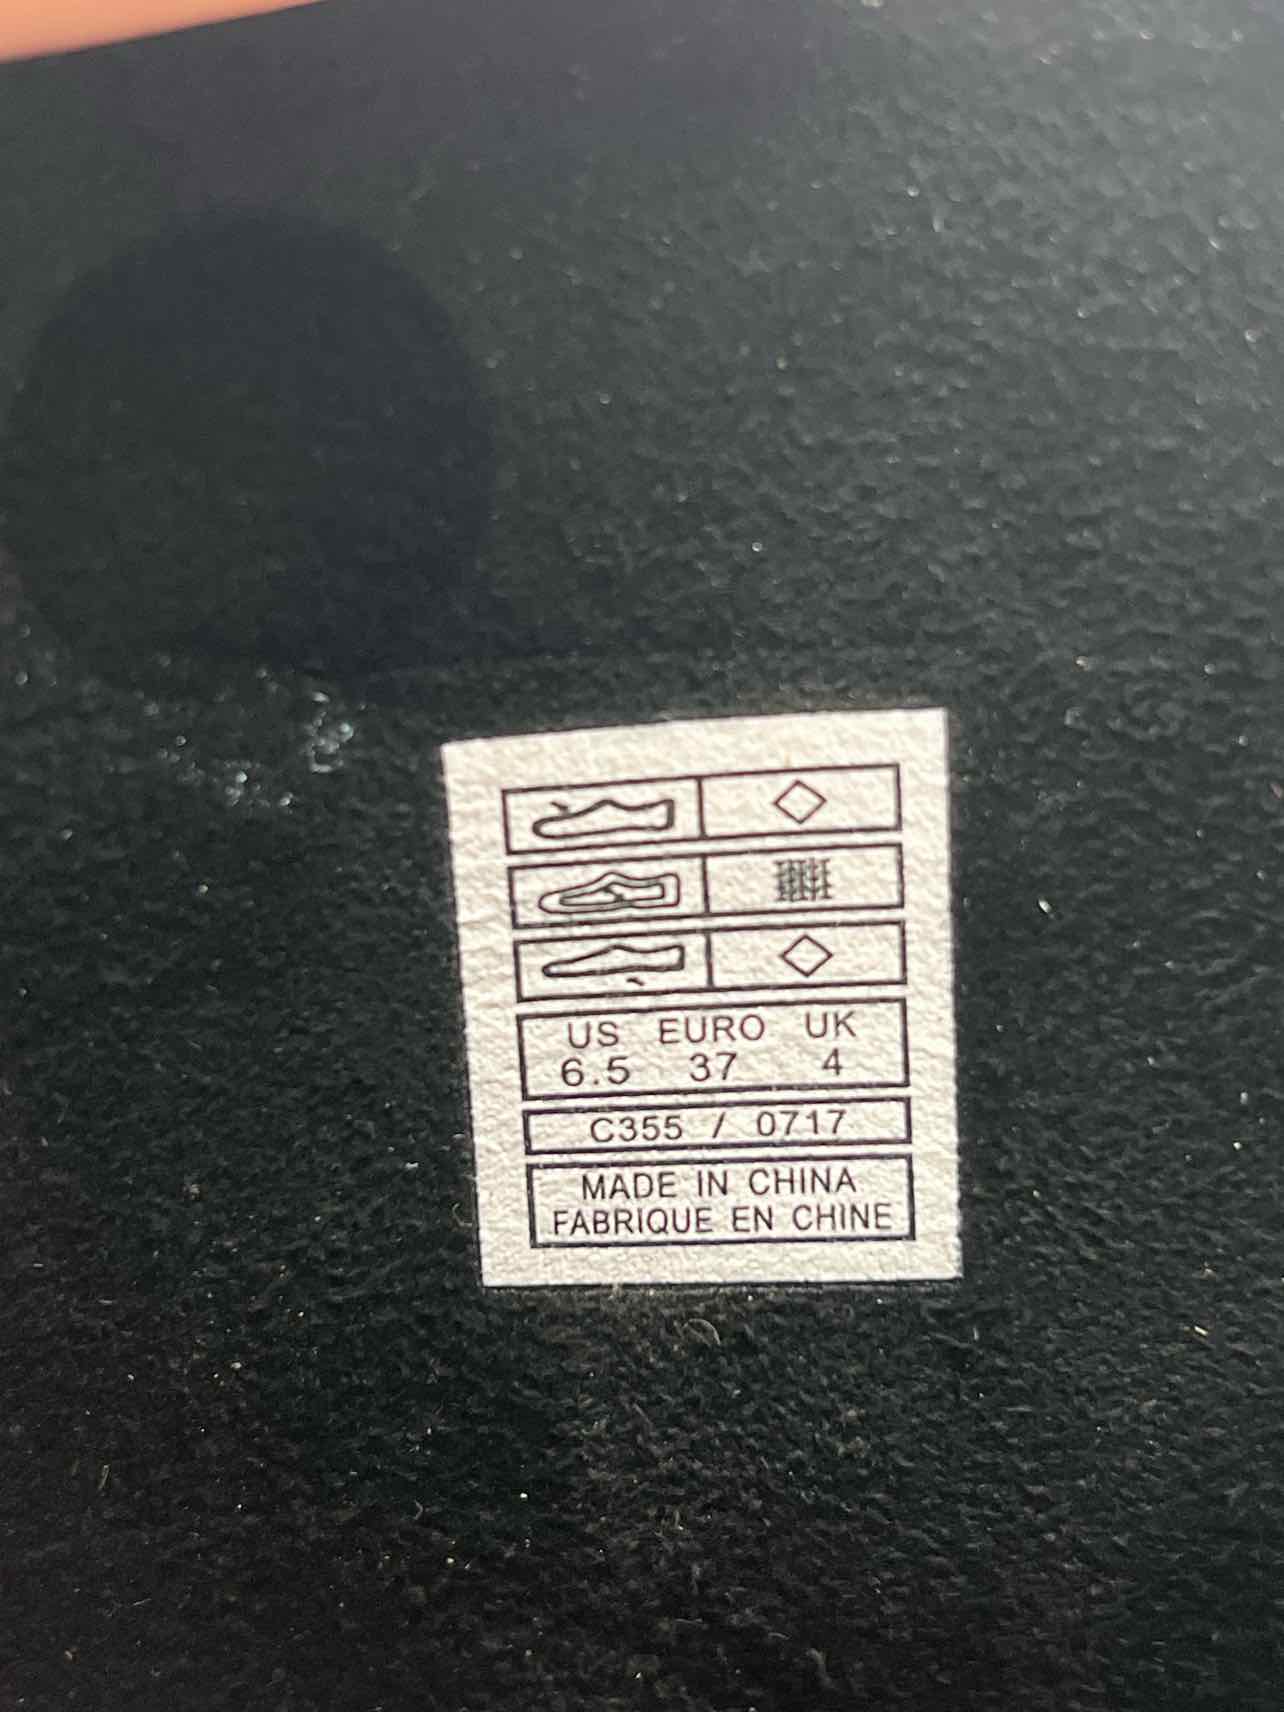 US EURO UK
6.5 37 4
C355 / 0717
MADE IN CHINA
FABRIQUE EN CHINE